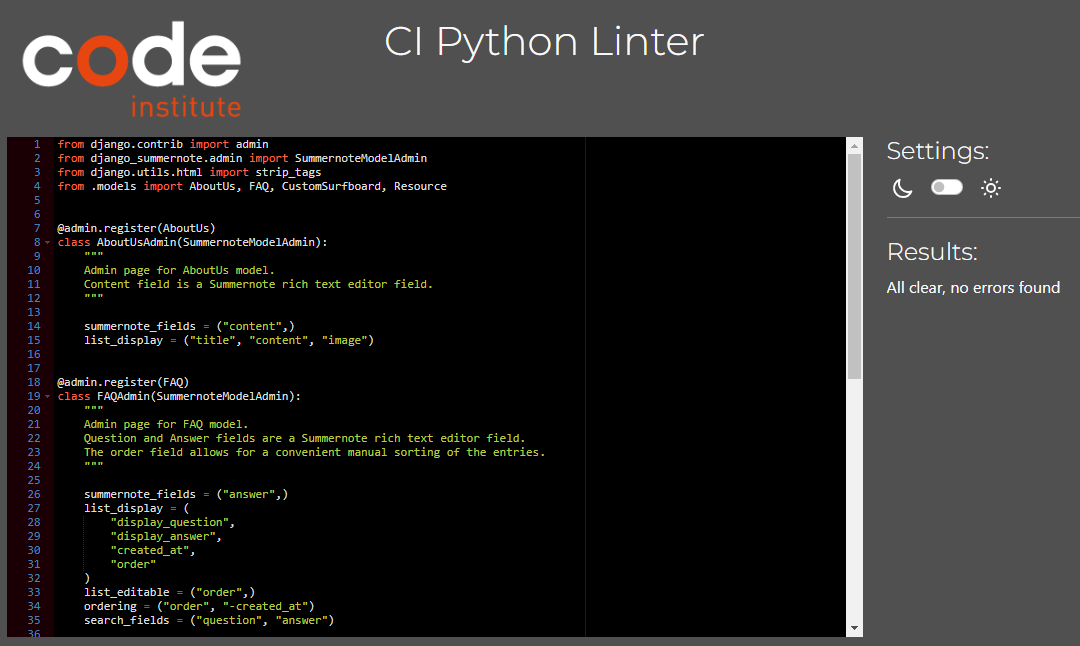 code
institute
CI Python Linter
1 from django.contrib import admin
2 from django_summernote.admin import SummernoteModelAdmin
3 from django.utils.html import strip_tags
4 from .models import AboutUs, FAQ, CustomSurfboard, Resource
5
6
7 @admin.register(AboutUs)
8 class AboutUsAdmin(SummernoteModelAdmin):
9     """
10     Admin page for AboutUs model.
11     Content field is a Summernote rich text editor field.
12     """
13
14     summernote_fields = ("content",)
15     list_display = ("title", "content", "image")
16
17
18 @admin.register(FAQ)
19 class FAQAdmin(SummernoteModelAdmin):
20     """
21     Admin page for FAQ model.
22     Question and Answer fields are a Summernote rich text editor field.
23     The order field allows for a convenient manual sorting of the entries.
24     """
25
26     summernote_fields = ("answer",)
27     list_display = (
28         "display_question",
29         "display_answer",
30         "created_at",
31         "order"
32     )
33     list_editable = ("order",)
34     ordering = ("order", "-created_at")
35     search_fields = ("question", "answer")
36
Settings:
Results:
All clear, no errors found